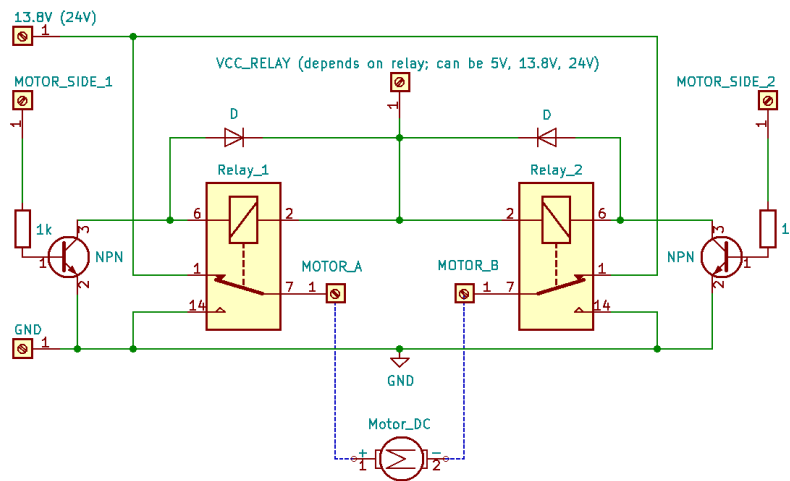 13.8V (24V)
1
VCC_RELAY (depends on relay; can be 5V, 13.8V, 24V)
MOTOR_SIDE_1
MOTOR_SIDE_2
1
1
1
D
D
Relay_1
Relay_2
6
2
2
6
1k
3
NPN
1
2
3
NPN
1
2
1
1
1
MOTOR_A
MOTOR_B
7
1
1
7
14
14
GND
1
GND
Motor_DC
+
-
1
2